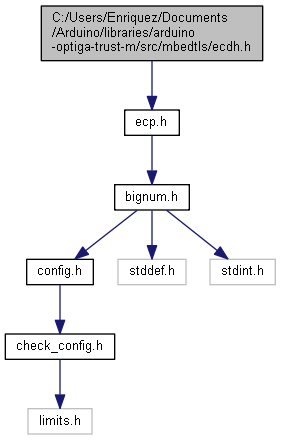 C:/Users/Enriquez/Documents
/Arduino/libraries/arduino
-optiga-trust-m/src/mbedtls/ecdh.h
ecp.h
bignum.h
config.h
stddef.h
stdint.h
check_config.h
limits.h